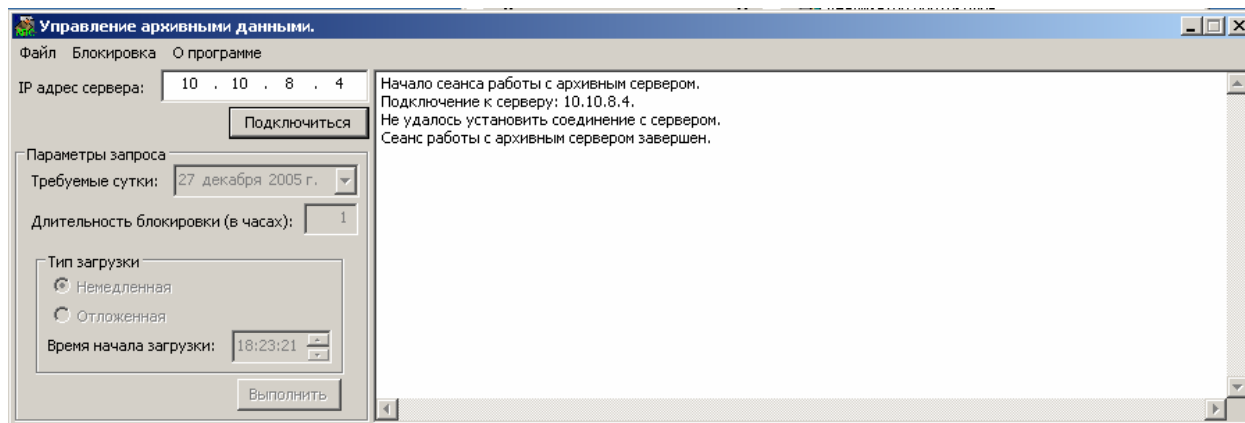 Управление архивными данными.
Файл Блокировка О программе
IP адрес сервера: 10 . 10 . 8 . 4
Подключиться
Параметры запроса
Требуемые сутки: 27 декабря 2005 г.
Длительность блокировки (в часах): 1
Тип загрузки
Немедленная
Отложенная
Время начала загрузки: 18:23:21
Выполнить
Начало сеанса работы с архивным сервером.
Подключение к серверу: 10.10.8.4.
Не удалось установить соединение с сервером.
Сеанс работы с архивным сервером завершен.